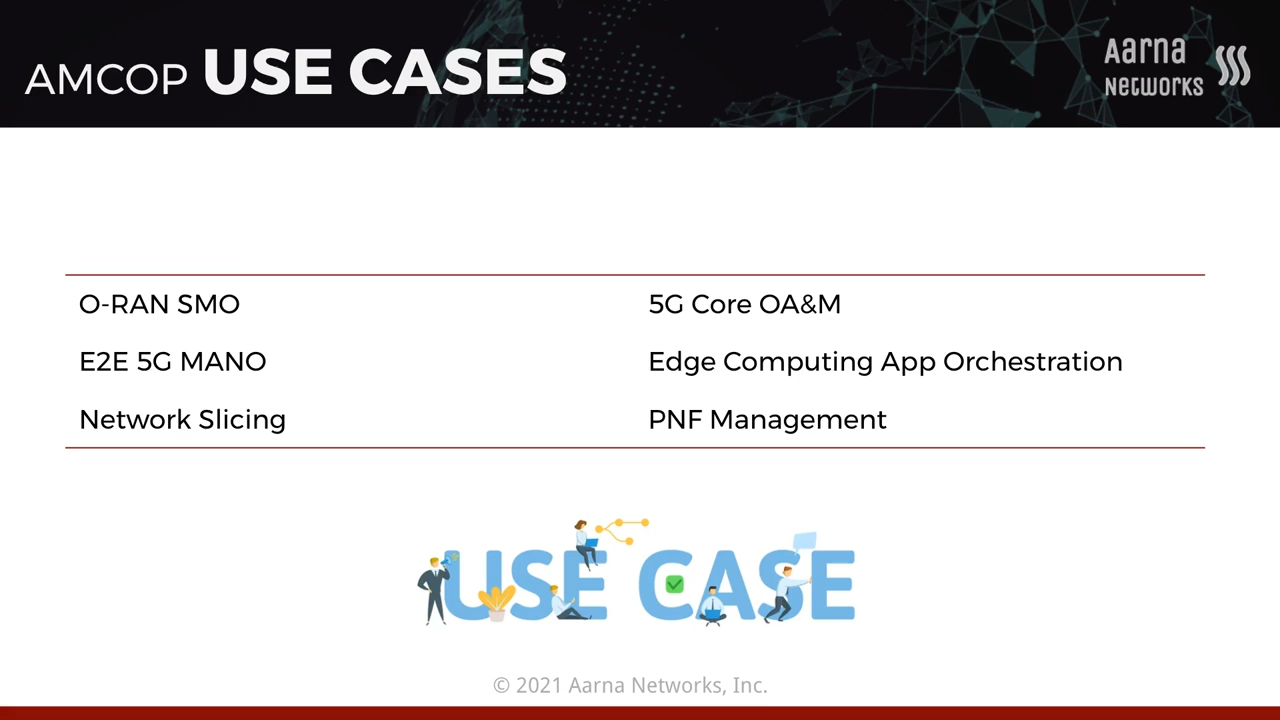 AMCOP USE CASES
Aarna
Networks
O-RAN SMO
5G Core OA&M
E2E 5G MANO
Edge Computing App Orchestration
Network Slicing
PNF Management
USE CASE
© 2021 Aarna Networks, Inc.